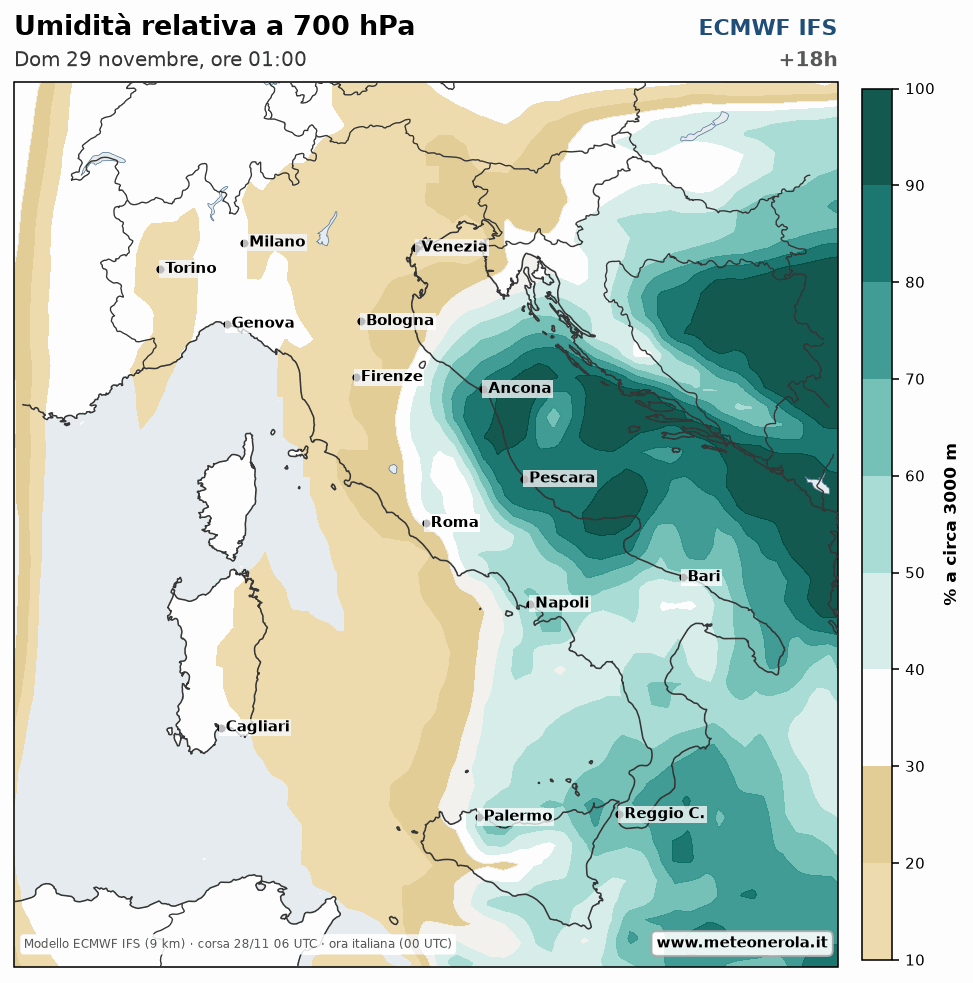 Umidità relativa a 700 hPa
ECMWF IFS
Dom 29 novembre, ore 01:00
+18h
Milano
Venezia
Torino
Genova
Bologna
Firenze
Ancona
Pescara
Roma
Bari
Napoli
Cagliari
Palermo
Reggio C.
100
90
80
70
60
50
40
30
20
10
% a circa 3000 m
Modello ECMWF IFS (9 km) · corsa 28/11 06 UTC · ora italiana (00 UTC)
www.meteonerola.it